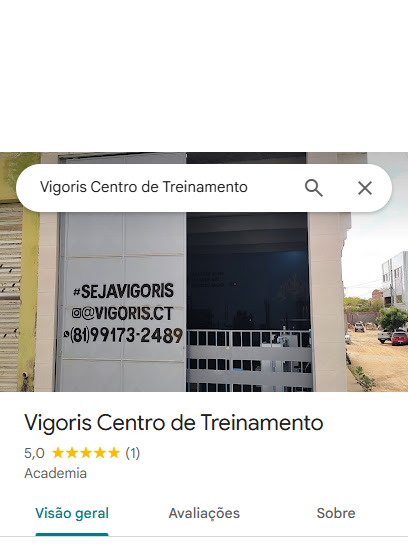 Vigoris Centro de Treinamento
#SEJAVIGORIS
@VIGORIS.CT
(81)99173-2489
Vigoris Centro de Treinamento
5,0 ★★★★★ (1)
Academia
Visão geral Avaliações Sobre